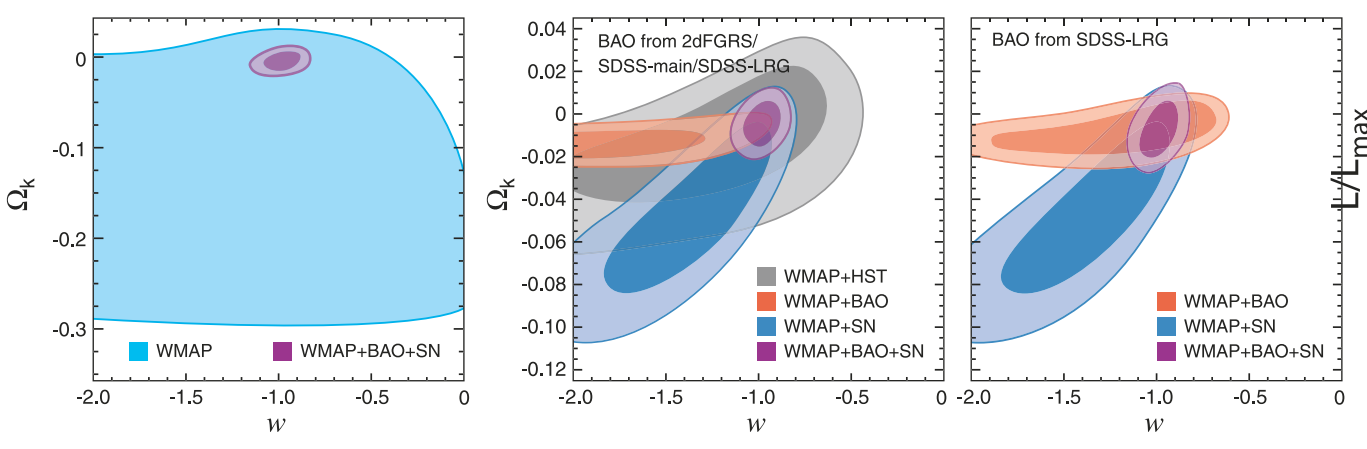 0
-0.1
-0.2
-0.3
Ωk
WMAP
WMAP+BAO+SN
-2.0 -1.5 -1.0 -0.5 0
w
BAO from 2dFGRS/
SDSS-main/SDSS-LRG
0.04
0.02
0
-0.02
-0.04
-0.06
-0.08
-0.10
-0.12
Ωk
WMAP+HST
WMAP+BAO
WMAP+SN
WMAP+BAO+SN
-2.0 -1.5 -1.0 -0.5 0
w
BAO from SDSS-LRG
WMAP+BAO
WMAP+SN
WMAP+BAO+SN
-2.0 -1.5 -1.0 -0.5 0
w
L/Lmax